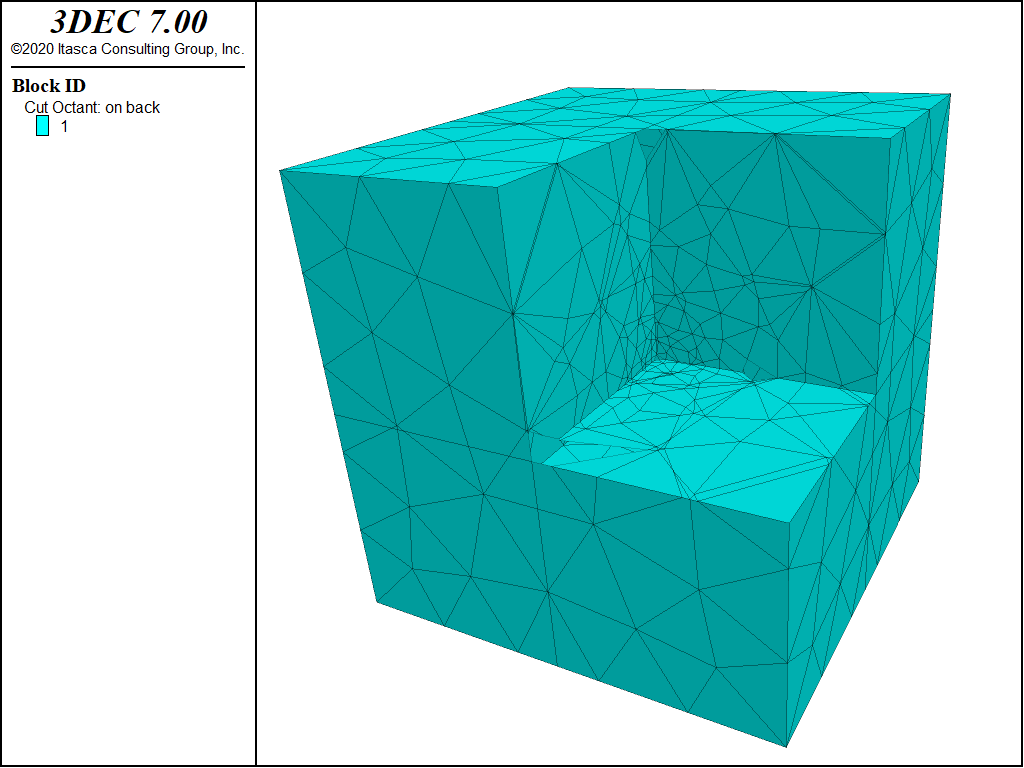 3DEC 7.00
©2020 Itasca Consulting Group, Inc.
Block ID
Cut Octant: on back
1